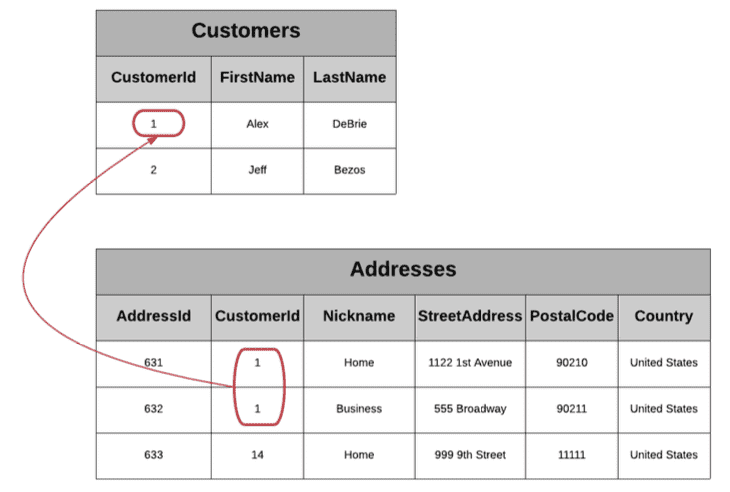 Customers
CustomerId FirstName LastName
1 Alex DeBrie
2 Jeff Bezos
Addresses
AddressId CustomerId Nickname StreetAddress PostalCode Country
631 1 Home 1122 1st Avenue 90210 United States
632 1 Business 555 Broadway 90211 United States
633 14 Home 999 9th Street 11111 United States